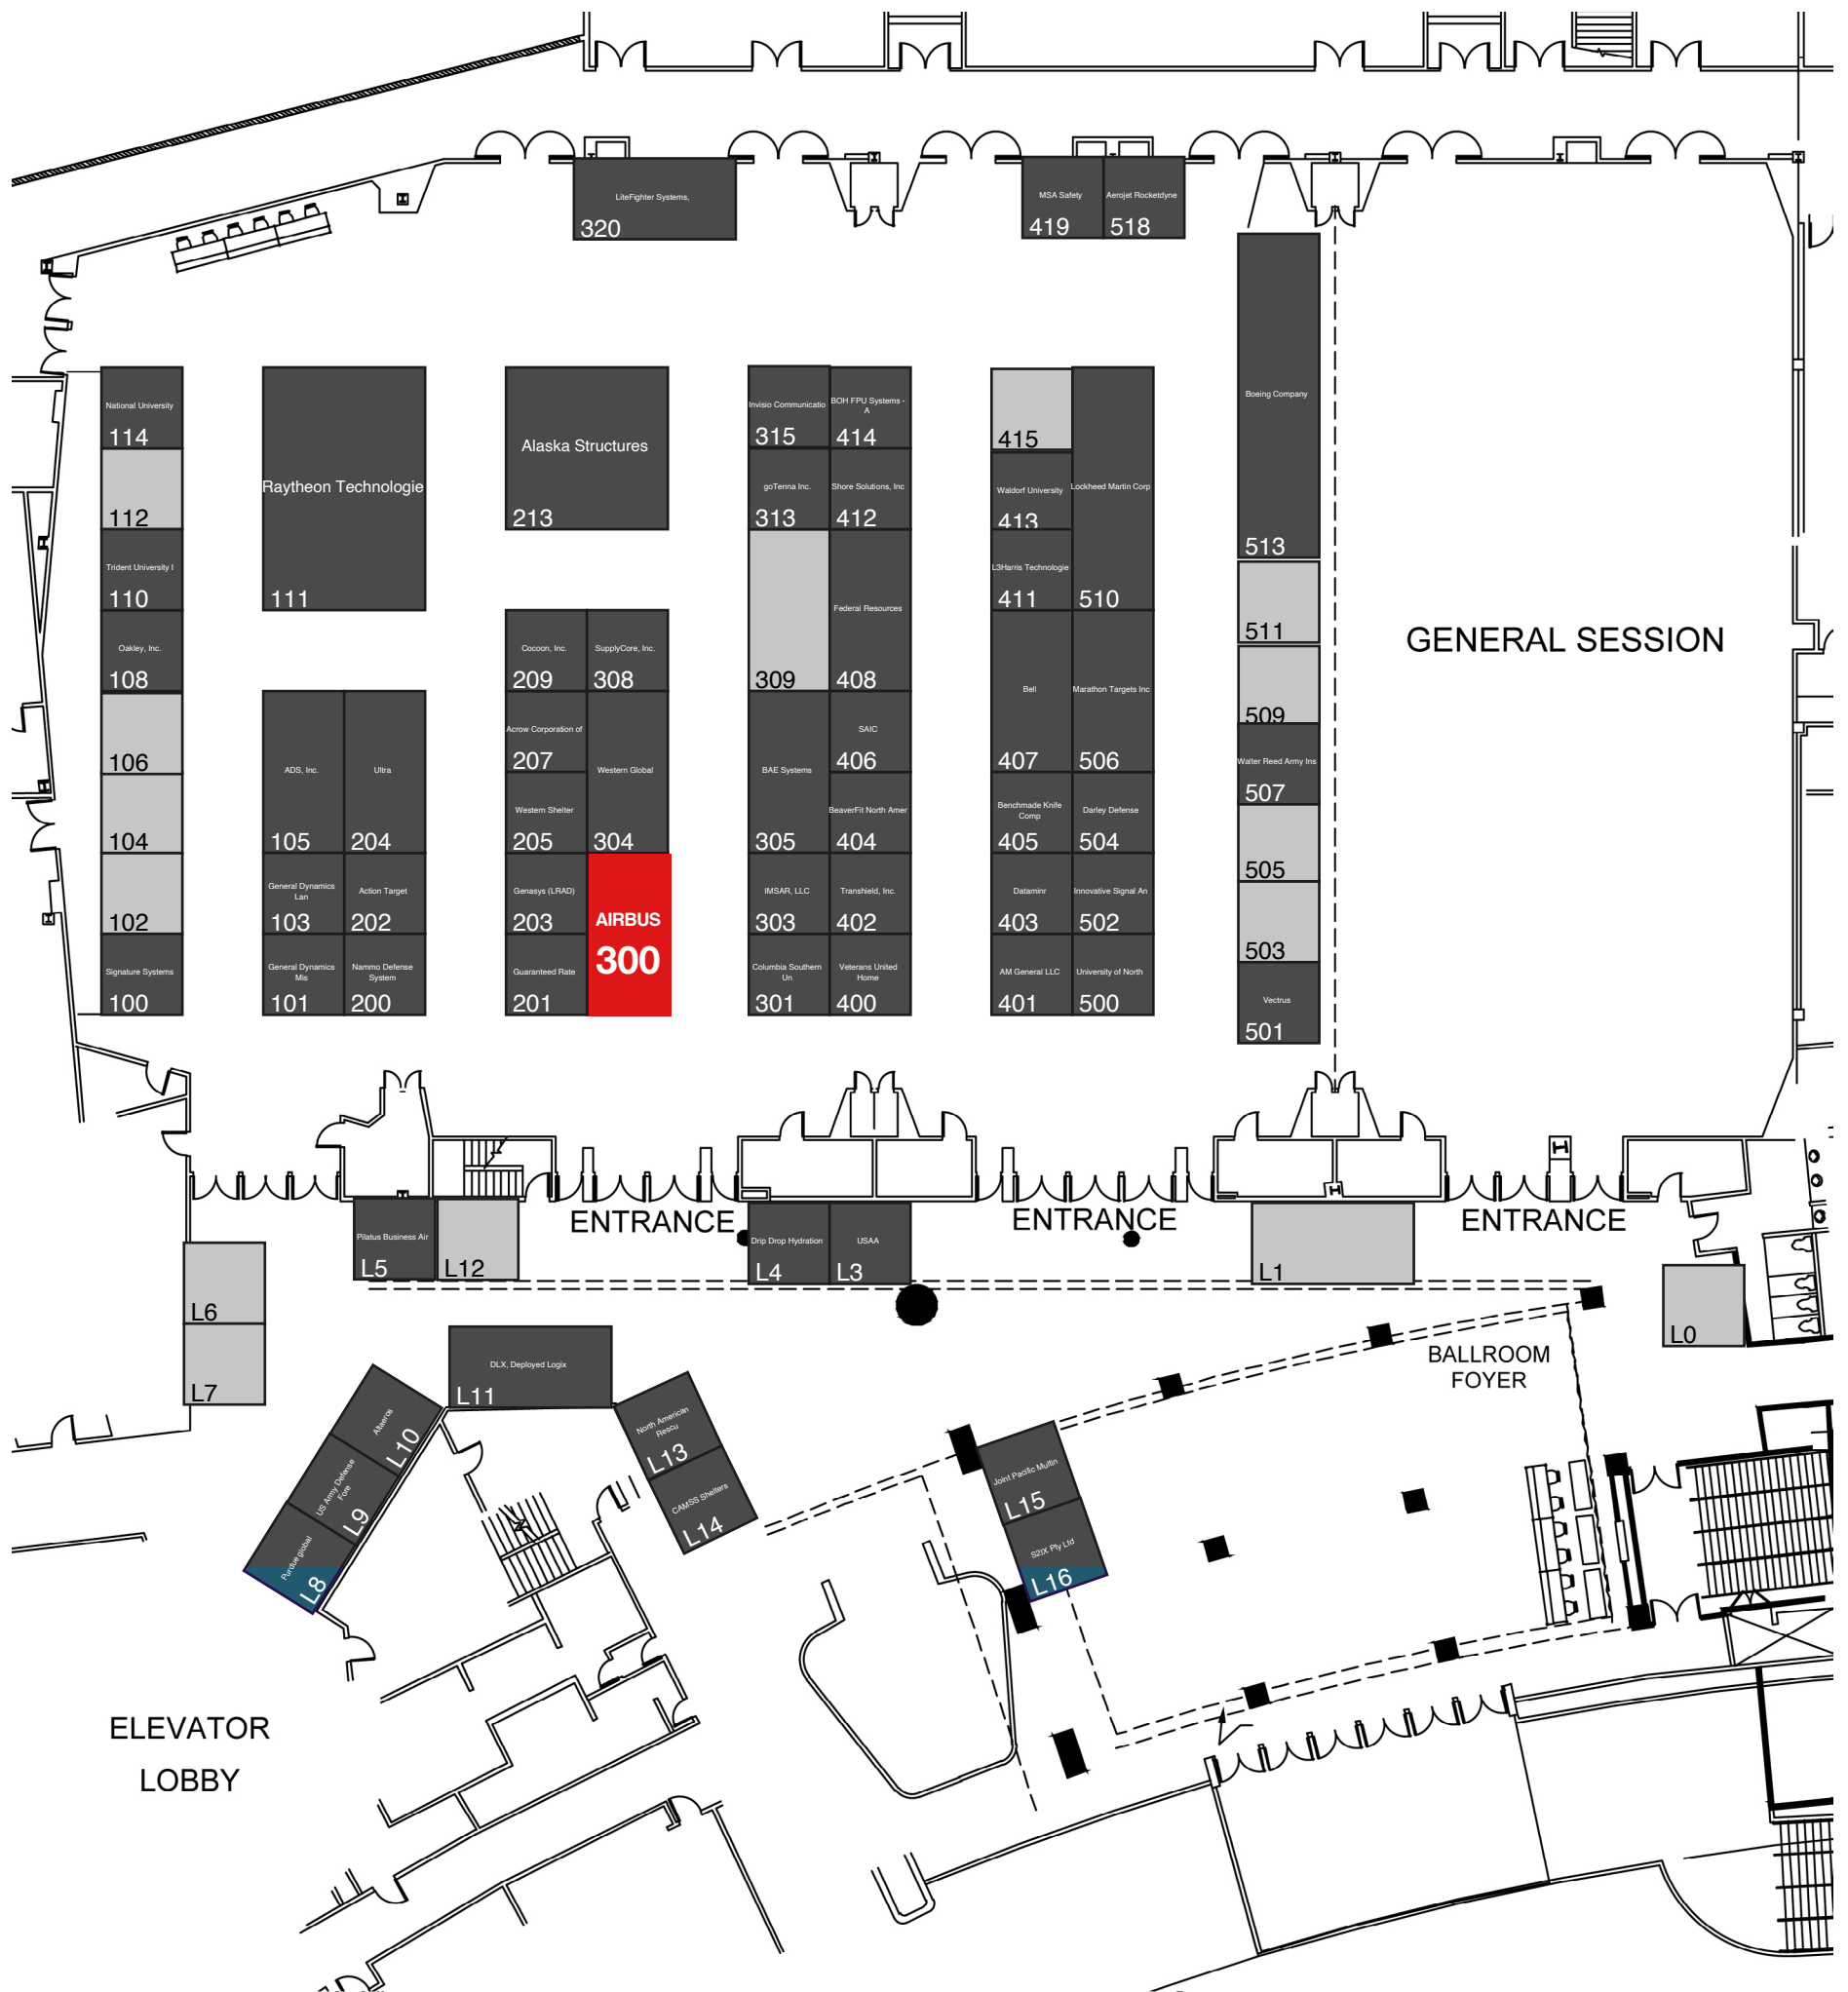 LiteFighter Systems,
320
MSA Safety
419
Aerojet Rocketdyne
518
National University
114
112
Trident University I
110
Oakley, Inc.
108
106
104
102
Signature Systems
100
Raytheon Technologie
111
ADS, Inc.
105
Ultra
204
General Dynamics
Lan
103
Action Target
202
General Dynamics
Mis
101
Nammo Defense
System
200
Alaska Structures
213
Cocoon, Inc.
209
SupplyCore, Inc.
308
Acrow Corporation of
207
Western Global
304
Western Shelter
205
Genasys (LRAD)
203
AIRBUS
300
Guaranteed Rate
201
Invisio Communicatio
315
BOH FPU Systems -
A
414
goTenna Inc.
313
Shore Solutions, Inc
412
309
Federal Resources
408
BAE Systems
305
SAIC
406
BeaverFit North Amer
404
IMSAR, LLC
303
Transhield, Inc.
402
Columbia Southern
Un
301
Veterans United
Home
400
415
Lockheed Martin Corp
510
Waldorf University
413
L3Harris Technologie
411
Bell
407
Marathon Targets Inc
506
Benchmade Knife
Comp
405
Darley Defense
504
Dataminr
403
Innovative Signal An
502
AM General LLC
401
University of North
500
Boeing Company
513
511
509
Walter Reed Army Ins
507
505
503
Vectrus
501
GENERAL SESSION
ENTRANCE
ENTRANCE
ENTRANCE
Pilatus Business Air
L5
L12
Drip Drop Hydration
L4
USAA
L3
L1
L0
L6
L7
DLX, Deployed Logix
L11
Altaeros
L10
US Army Defense
Fore
L9
Purdue global
L8
North American
Rescu
L13
CAMSS Shelters
L14
Joint Pacific Multin
L15
S2IX Pty Ltd
L16
BALLROOM
FOYER
ELEVATOR
LOBBY